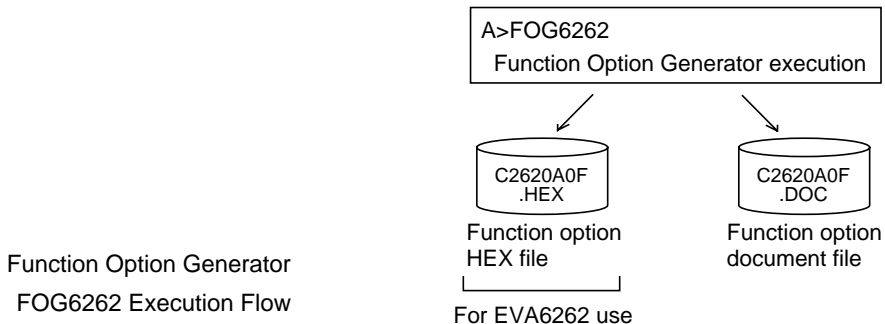 A>FOG6262
Function Option Generator execution
C2620A0F
.HEX
C2620A0F
.DOC
Function option
HEX file
Function option
document file
For EVA6262 use
Function Option Generator
FOG6262 Execution Flow